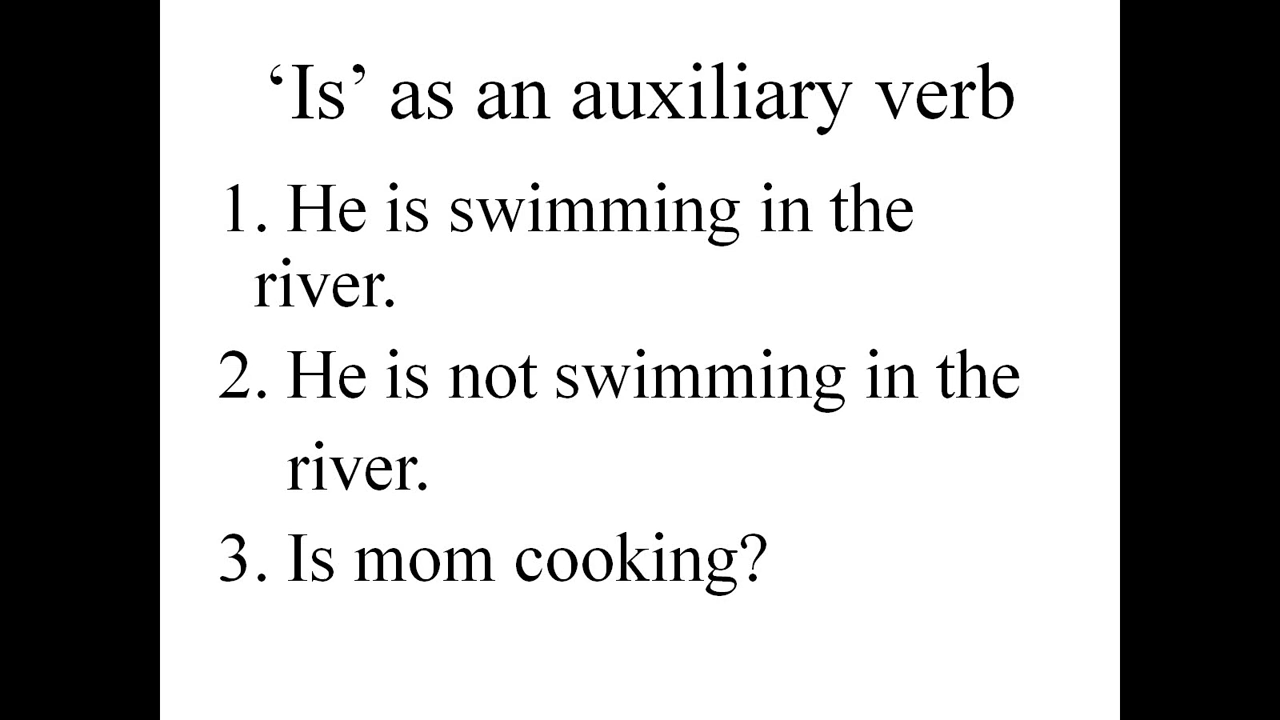 ‘Is’ as an auxiliary verb
1. He is swimming in the
river.
2. He is not swimming in the
river.
3. Is mom cooking?